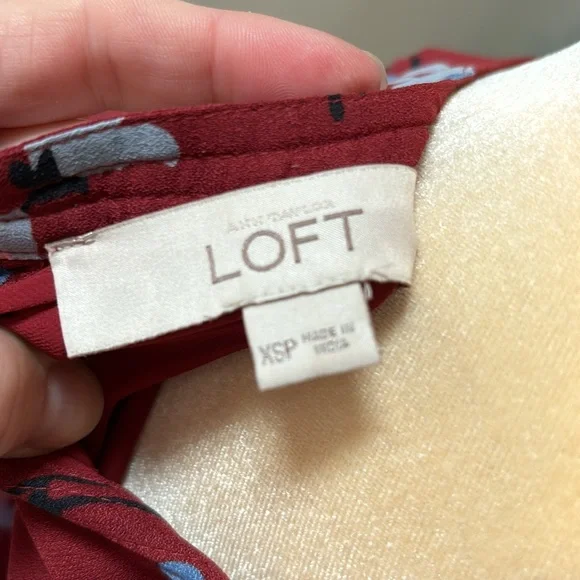 ANN TAYLOR
LOFT
XSP
MADE IN
INDIA